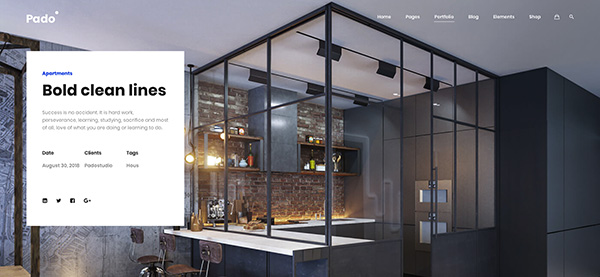 Pado
Home Pages Portfolio Blog Elements Shop
Apartments
Bold clean lines
Success is no accident. It is hard work,
perseverance, learning, studying, sacrifice and most
of all, love of what you are doing or learning to do.
Date Clients Tags
August 30, 2018 Padostudio Haus